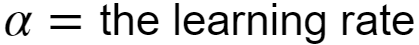 α = the learning rate